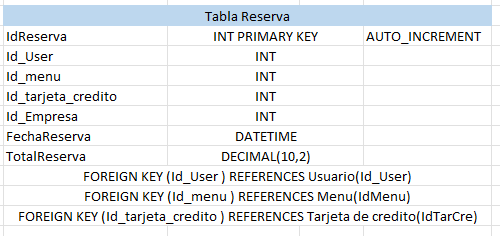 Tabla Reserva
IdReserva INT PRIMARY KEY AUTO_INCREMENT
Id_User INT
Id_menu INT
Id_tarjeta_credito INT
Id_Empresa INT
FechaReserva DATETIME
TotalReserva DECIMAL(10,2)
FOREIGN KEY (Id_User ) REFERENCES Usuario(Id_User)
FOREIGN KEY (Id_menu ) REFERENCES Menu(IdMenu)
FOREIGN KEY (Id_tarjeta_credito ) REFERENCES Tarjeta de credito(IdTarCre)